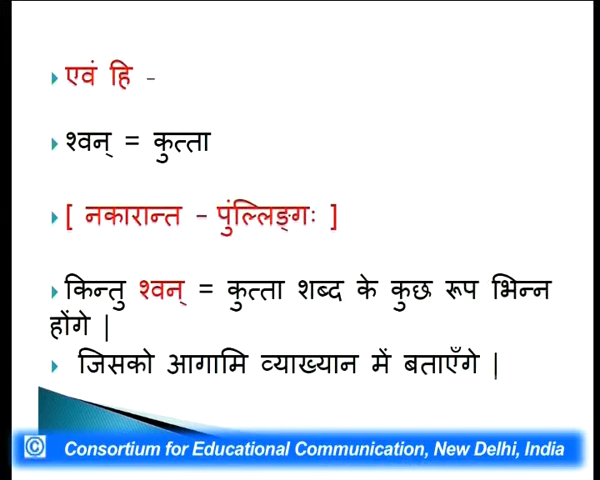 एवं हि -
श्वन् = कुत्ता
[ नकारान्त - पुंल्लिङ्गः ]
किन्तु श्वन् = कुत्ता शब्द के कुछ रूप भिन्न
होंगे |
जिसको आगामि व्याख्यान में बताएँगे |
© Consortium for Educational Communication, New Delhi, India